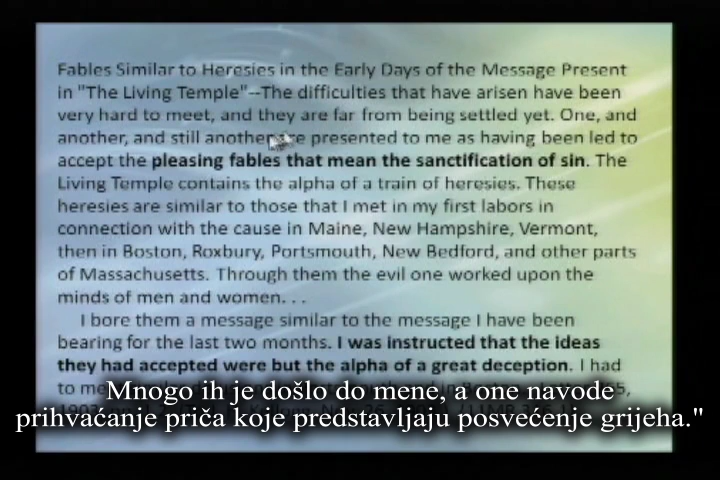 Fables Similar to Heresies in the Early Days of the Message Present
in "The Living Temple"--The difficulties that have arisen have been
very hard to meet, and they are far from being settled yet. One, and
another, and still another are presented to me as having been led to
accept the pleasing fables that mean the sanctification of sin. The
Living Temple contains the alpha of a train of heresies. These
heresies are similar to those that I met in my first labors in
connection with the cause in Maine, New Hampshire, Vermont,
then in Boston, Roxbury, Portsmouth, New Bedford, and other parts
of Massachusetts. Through them the evil one worked upon the
minds of men and women. . .
I bore them a message similar to the message I have been
bearing for the last two months. I was instructed that the ideas
they had accepted were but the alpha of a great deception. I had
to
Mnogo ih je došlo do mene, a one navode
prihvaćanje priča koje predstavljaju posvećenje grijeha."